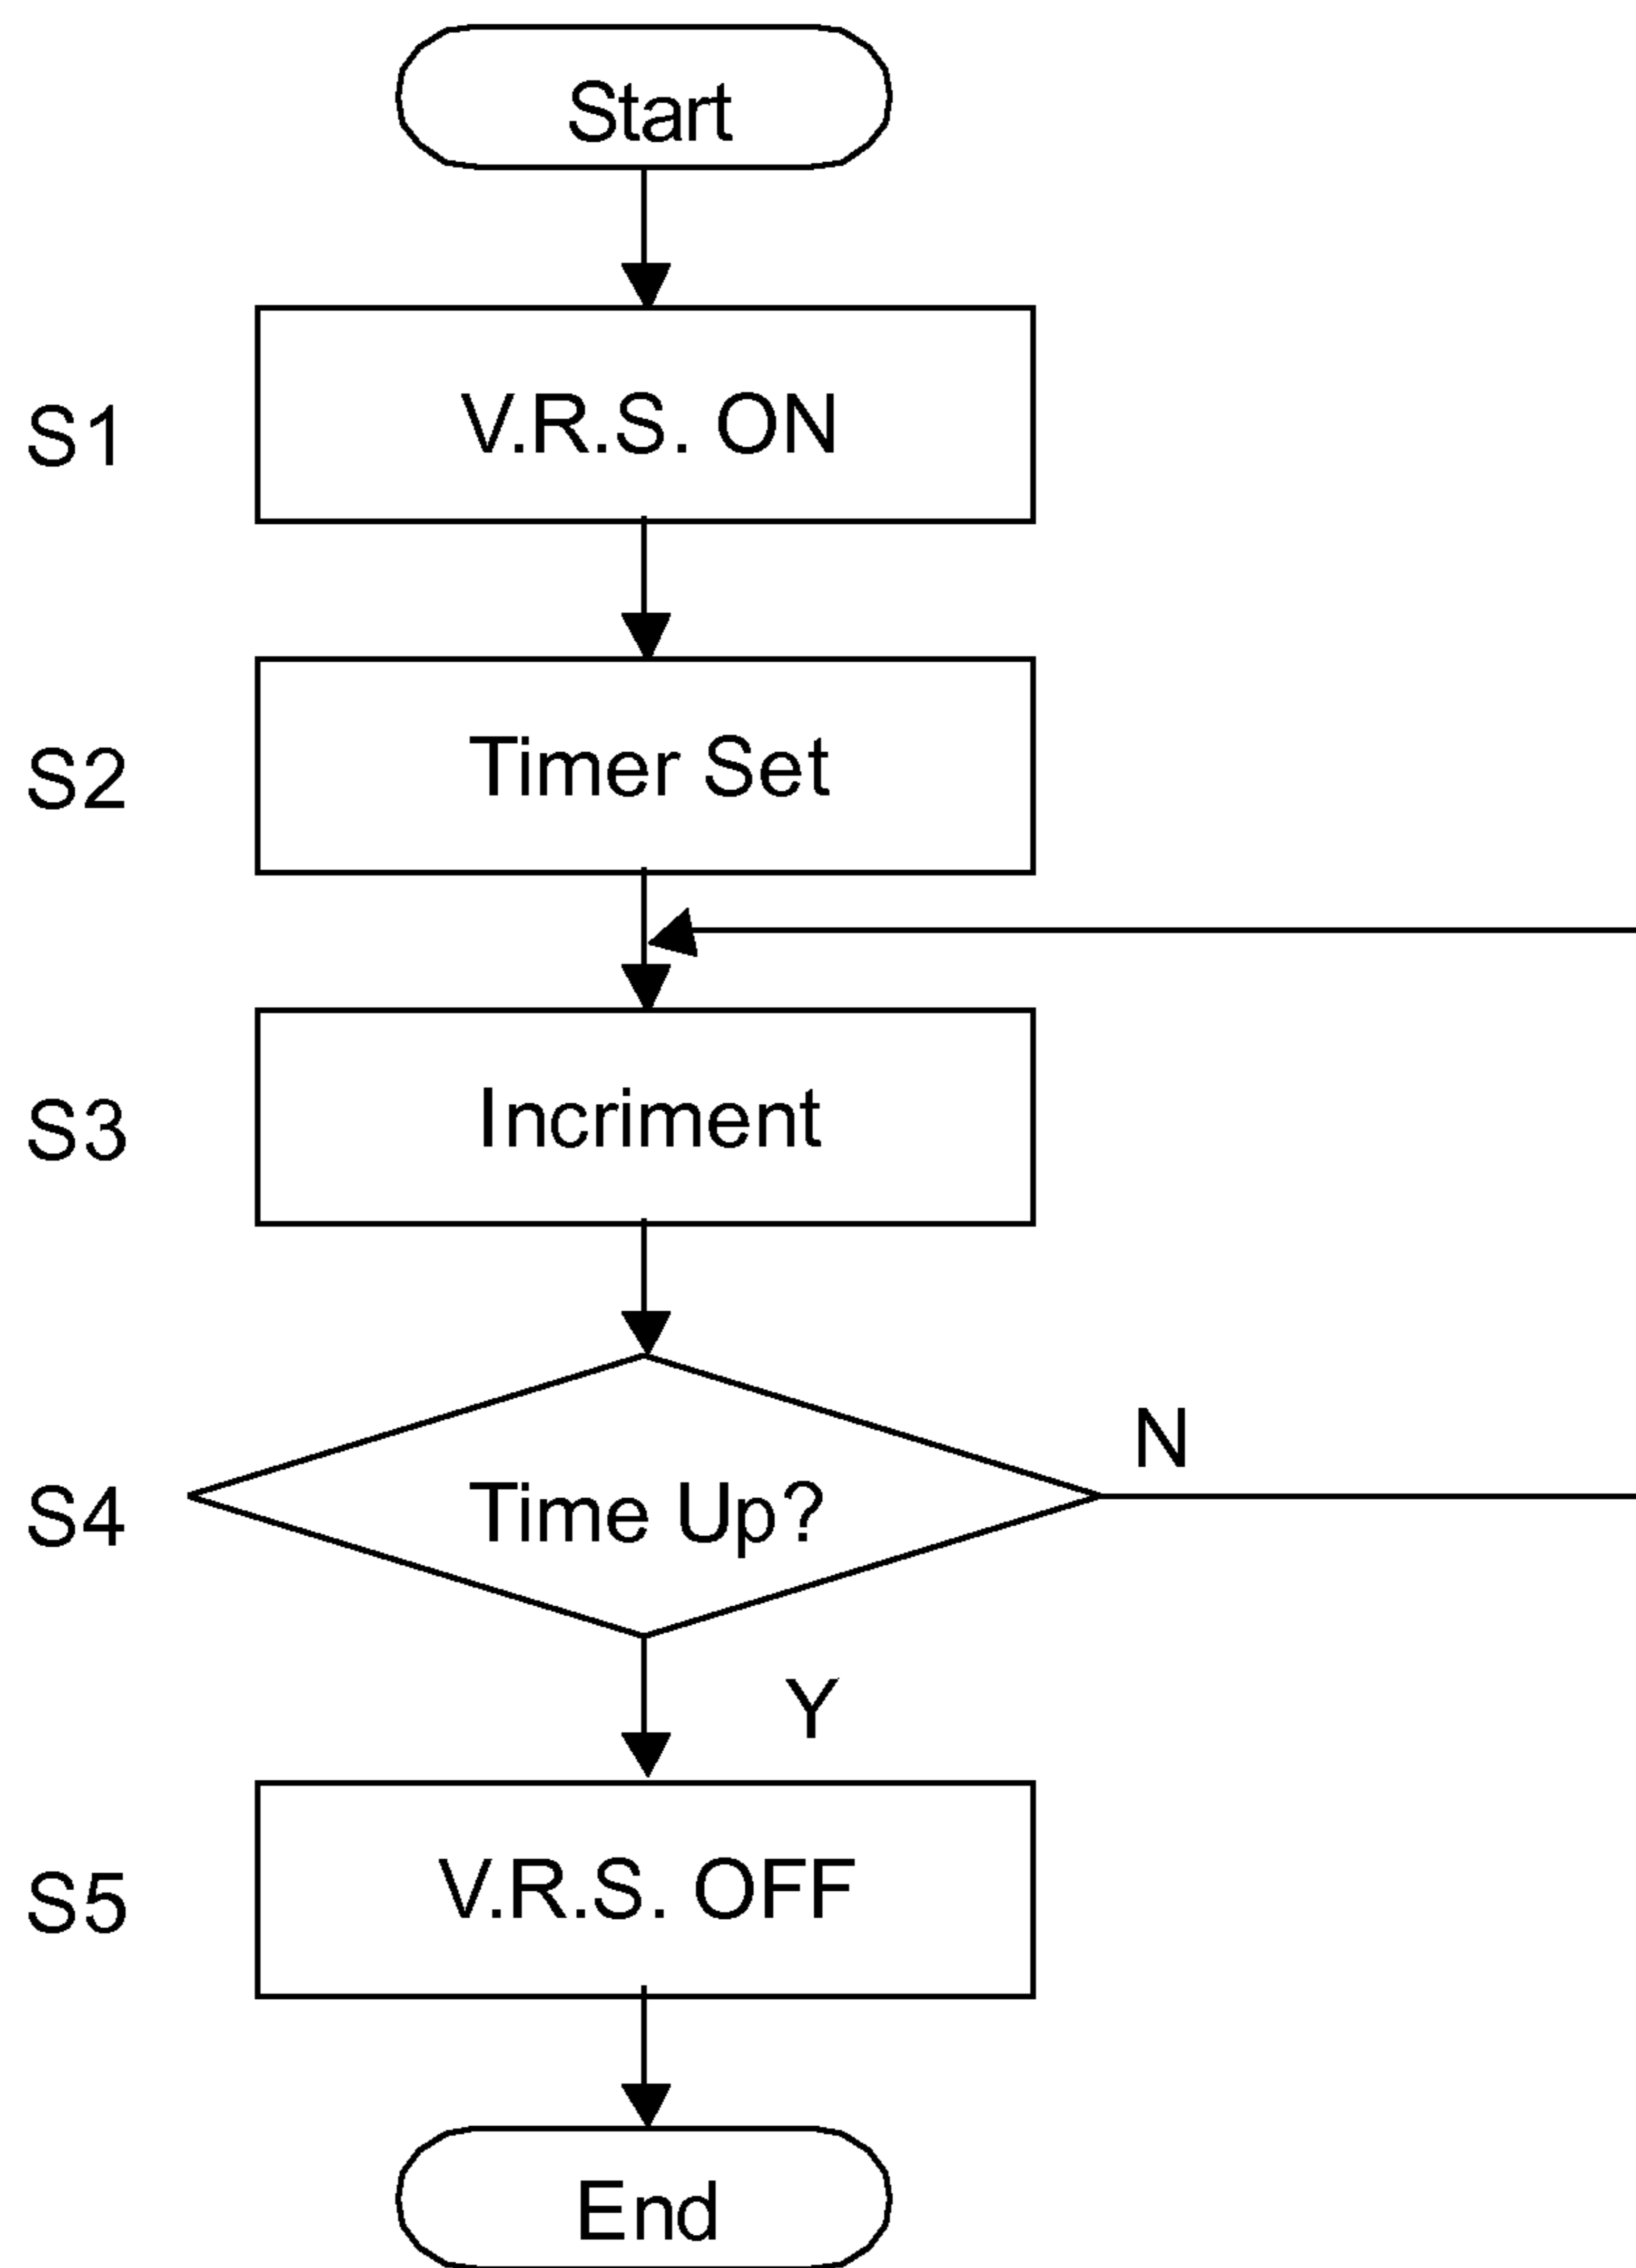 Start
S1
V.R.S. ON
S2
Timer Set
S3
Incriment
S4
Time Up?
N
Y
S5
V.R.S. OFF
End